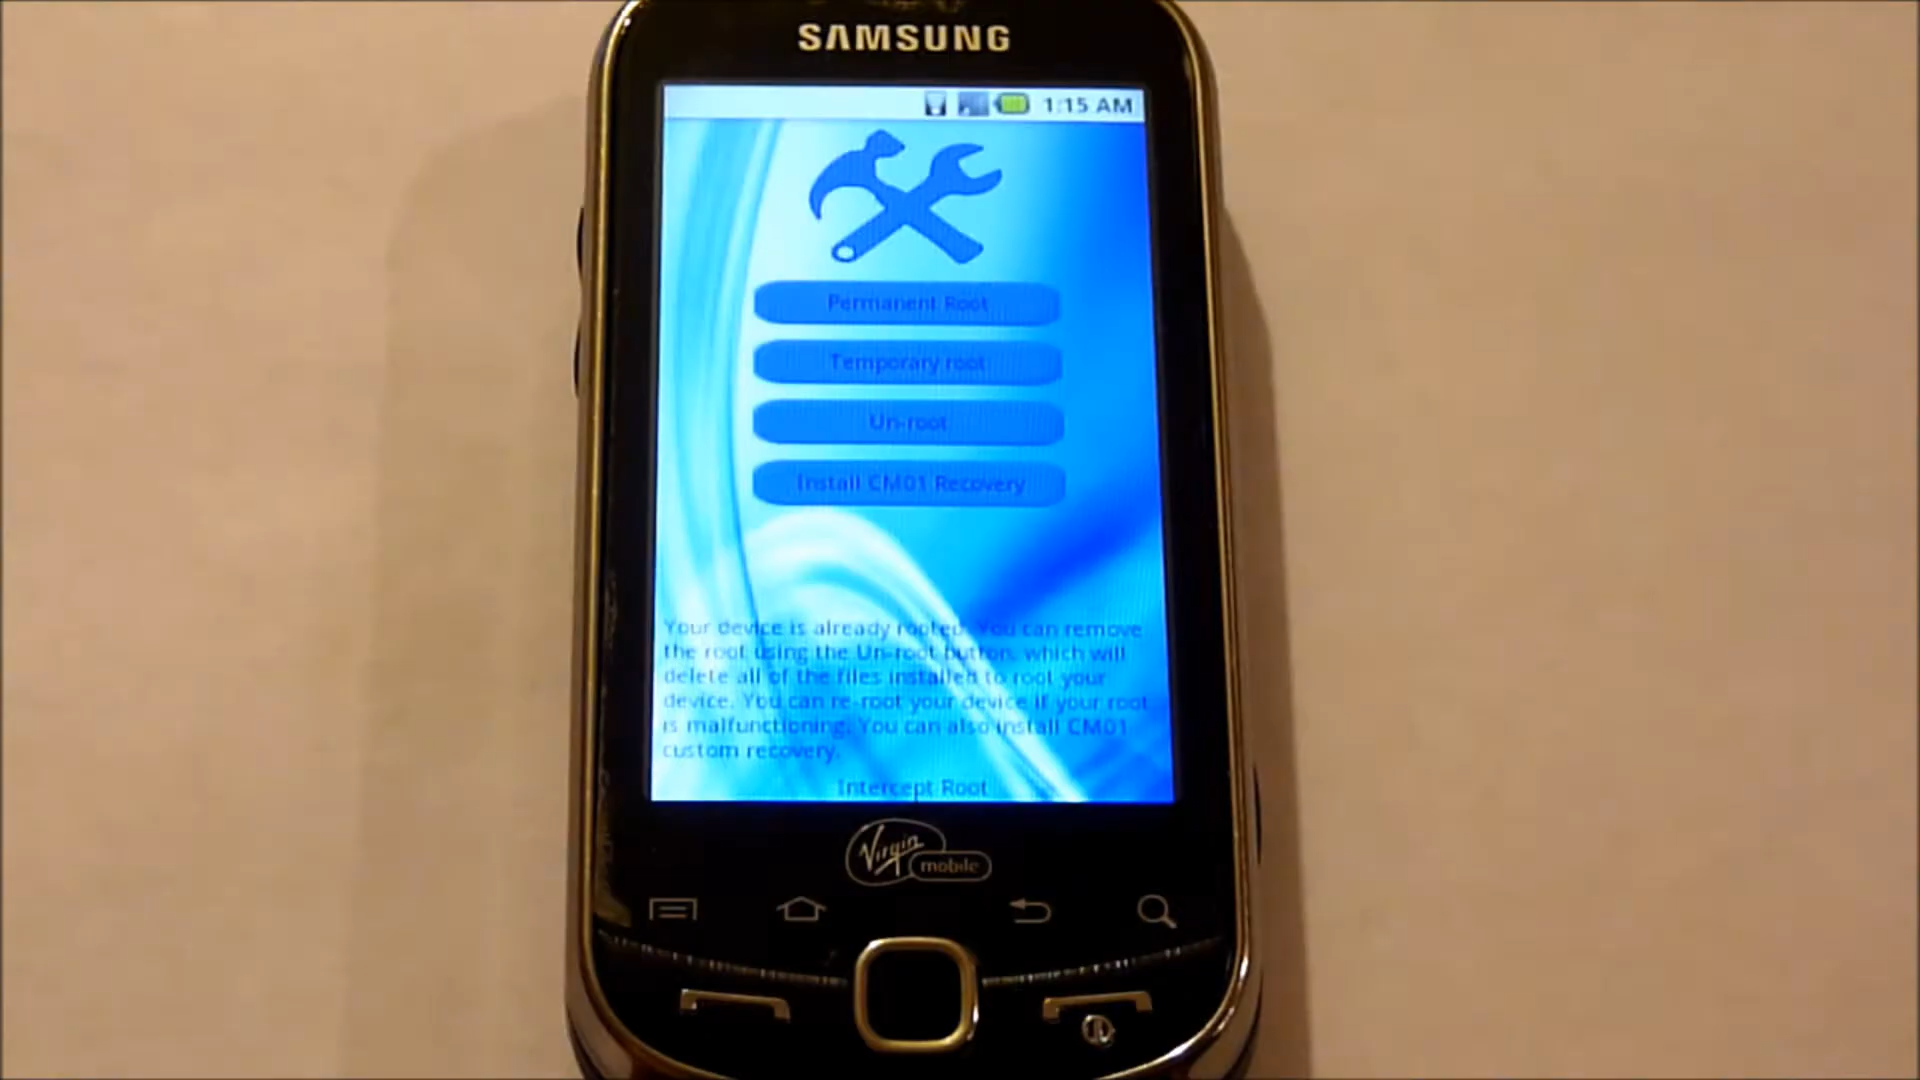 SAMSUNG
1:15 AM
Permanent Root
Temporary root
Un-root
Install CM01 Recovery
Your device is already rooted. You can remove
the root using the Un-root button, which will
delete all of the files installed to root your
device. You can re-root your device if your root
is malfunctioning. You can also install CM01
custom recovery.
Intercept Root
Virgin
mobile